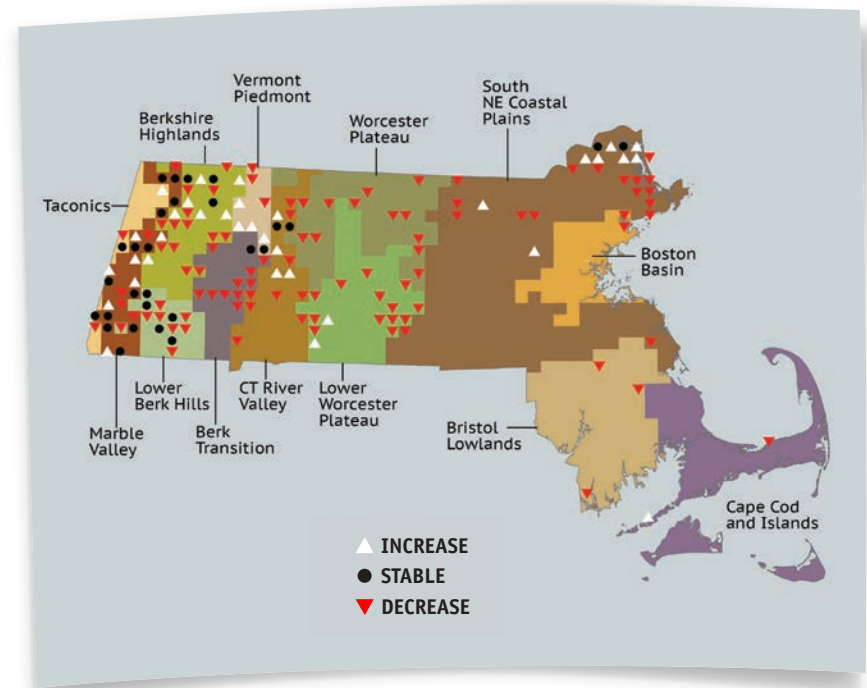 Vermont
Piedmont
Berkshire
Highlands
South
NE Coastal
Plains
Worcester
Plateau
Taconics
Boston
Basin
Lower
Berk Hills
CT River
Valley
Lower
Worcester
Plateau
Marble
Valley
Berk
Transition
Bristol
Lowlands
Cape Cod
and Islands
INCREASE
STABLE
DECREASE